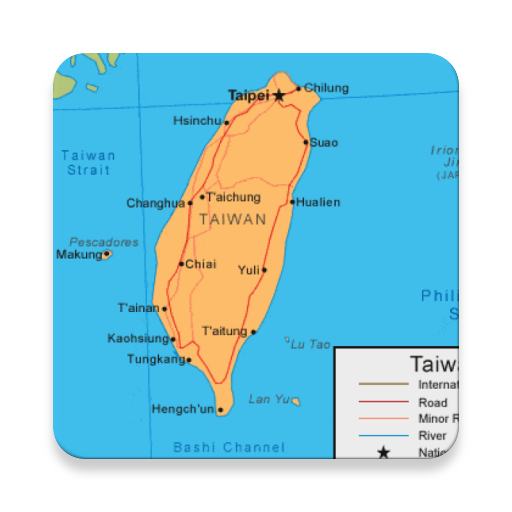 Chilung
Taipei
Hsinchu
Suao
Taiwan
Strait
Irion
Ji
(JAP
T'aichung
Changhua
Hualien
TAIWAN
Pescadores
Makung
Chiai
Yuli
Phili
S
T'ainan
T'aitung
Kaohsiung
Lu Tao
Tungkang
Taiwa
Internat
Lan Yu
Road
Hengch'un
Minor R
River
Bashi Channel
Natio